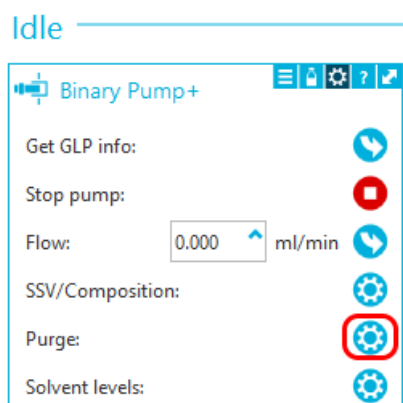 Idle
Binary Pump+
?
Get GLP info:
Stop pump:
Flow: 0.000 ml/min
SSV/Composition:
Purge:
Solvent levels: